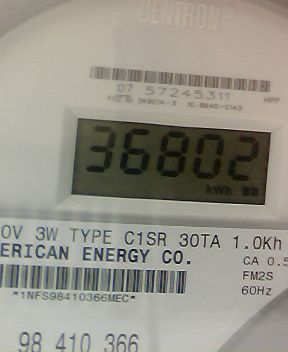 CENTRON®
07 57245311
36802
kWh
0V 3W TYPE C1SR 30TA 1.0Kh
ERICAN ENERGY CO.
CA 0.5
FM2S
*1NFS98410366MEC*
60Hz
98 410 366